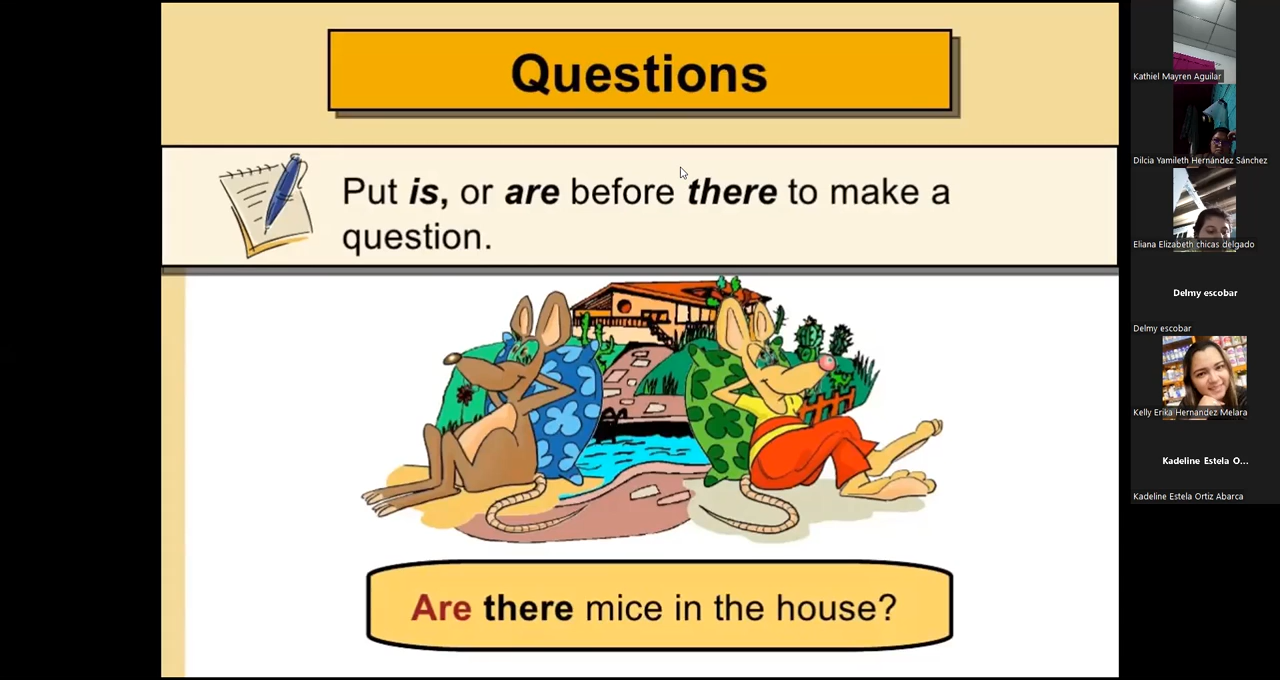 Questions
Put is, or are before there to make a
question.
Are there mice in the house?
Kathiel Mayren Aguilar
Dilcia Yamileth Hernández Sánchez
Eliana Elizabeth chicas delgado
Delmy escobar
Delmy escobar
Kelly Erika Hernandez Melara
Kadeline Estela O...
Kadeline Estela Ortiz Abarca